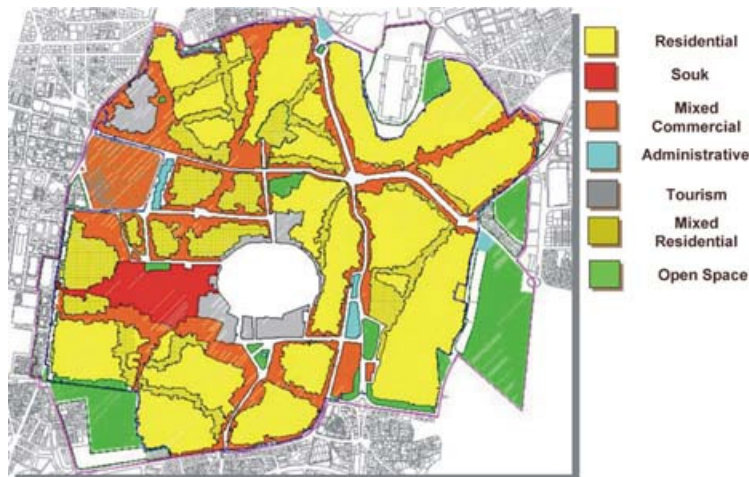 Residential
Souk
Mixed
Commercial
Administrative
Tourism
Mixed
Residential
Open Space